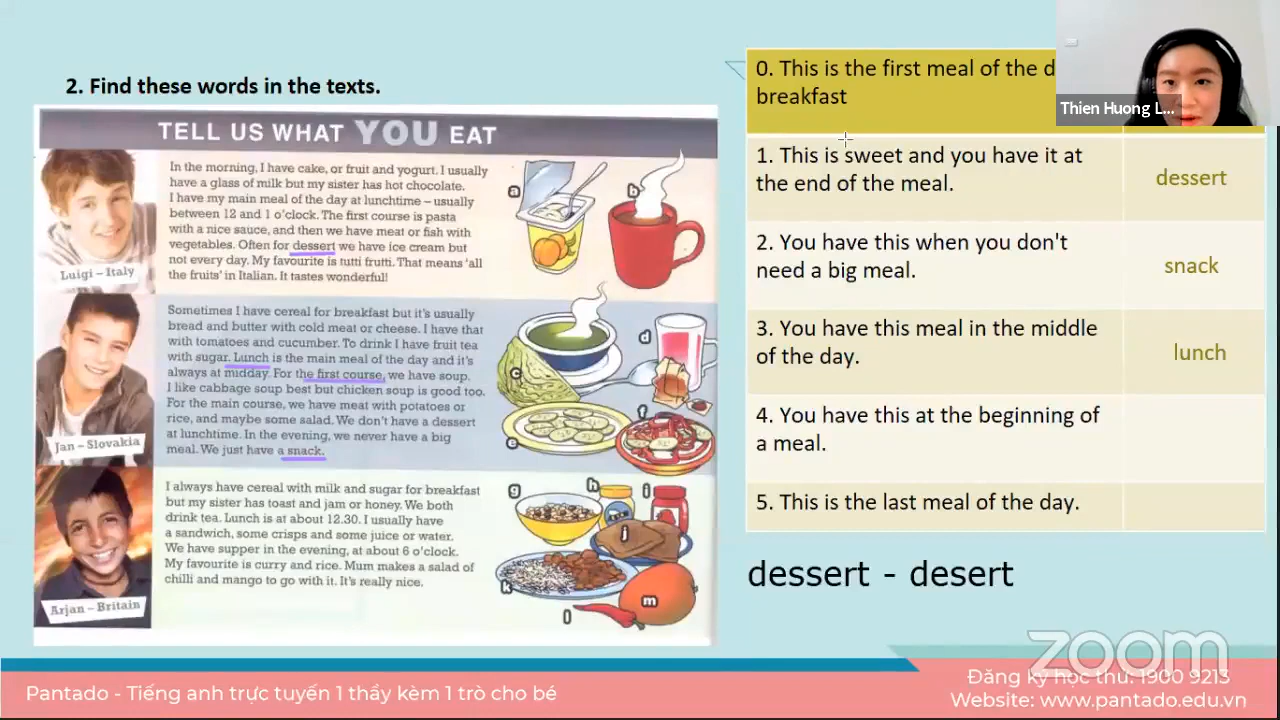 2. Find these words in the texts.
TELL US WHAT YOU EAT
In the morning, I have cake, or fruit and yogurt. I usually
have a glass of milk but my sister has hot chocolate.
I have my main meal of the day at lunchtime – usually
between 12 and 1 o'clock. The first course is pasta
with a nice sauce, and then we have meat or fish with
vegetables. Often for dessert we have ice cream but
not every day. My favourite is tutti frutti. That means 'all
the fruits' in Italian. It tastes wonderful!
Luigi – Italy
a
b
Sometimes I have cereal for breakfast but it's usually
bread and butter with cold meat or cheese. I have that
with tomatoes and cucumber. To drink I have fruit tea
with sugar. Lunch is the main meal of the day and it's
always at midday. For the first course, we have soup.
I like cabbage soup best but chicken soup is good too.
For the main course, we have meat with potatoes or
rice, and maybe some salad. We don't have a dessert
at lunchtime. In the evening, we never have a big
meal. We just have a snack.
Jan – Slovakia
c
d
e
f
I always have cereal with milk and sugar for breakfast
but my sister has toast and jam or honey. We both
drink tea. Lunch is at about 12.30. I usually have
a sandwich, some crisps and some juice or water.
We have supper in the evening, at about 6 o'clock.
My favourite is curry and rice. Mum makes a salad of
chilli and mango to go with it. It's really nice.
Arjan – Britain
g
h
i
j
k
l
m
0. This is the first meal of the
breakfast
1. This is sweet and you have it at
the end of the meal.
dessert
2. You have this when you don't
need a big meal.
snack
3. You have this meal in the middle
of the day.
lunch
4. You have this at the beginning of
a meal.
5. This is the last meal of the day.
dessert - desert
Thien Huong L...
zoom
Pantado - Tiếng anh trực tuyến 1 thầy kèm 1 trò cho bé
Đăng ký học thử: 1900 9213
Website: www.pantado.edu.vn